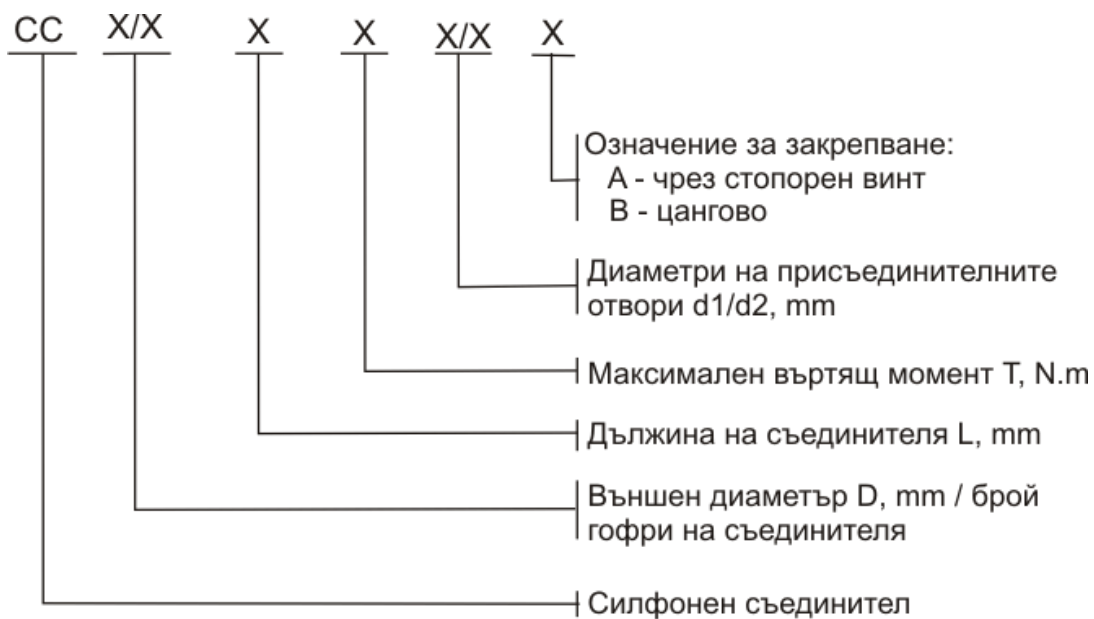 СС X/X X X X/X X
Означение за закрепване:
А - чрез стопорен винт
В - цангово
Диаметри на присъединителните
отвори d1/d2, mm
Максимален въртящ момент T, N.m
Дължина на съединителя L, mm
Външен диаметър D, mm / брой
гофри на съединителя
Силфонен съединител